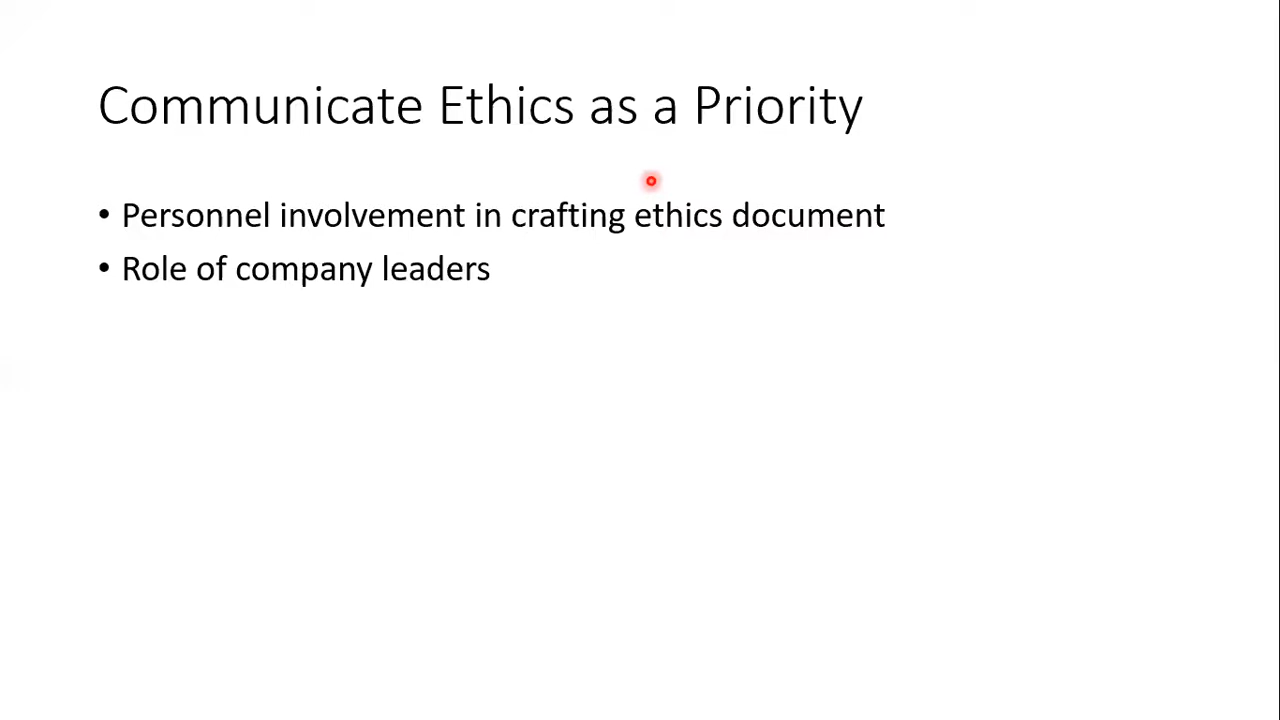 Communicate Ethics as a Priority
• Personnel involvement in crafting ethics document
• Role of company leaders